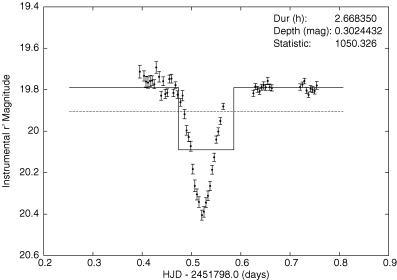 19.4
Dur (h): 2.668350
Depth (mag): 0.3024432
Statistic: 1050.326
19.6
19.8
20
20.2
20.4
20.6
Instrumental r' Magnitude
0.2 0.3 0.4 0.5 0.6 0.7 0.8 0.9
HJD - 2451798.0 (days)